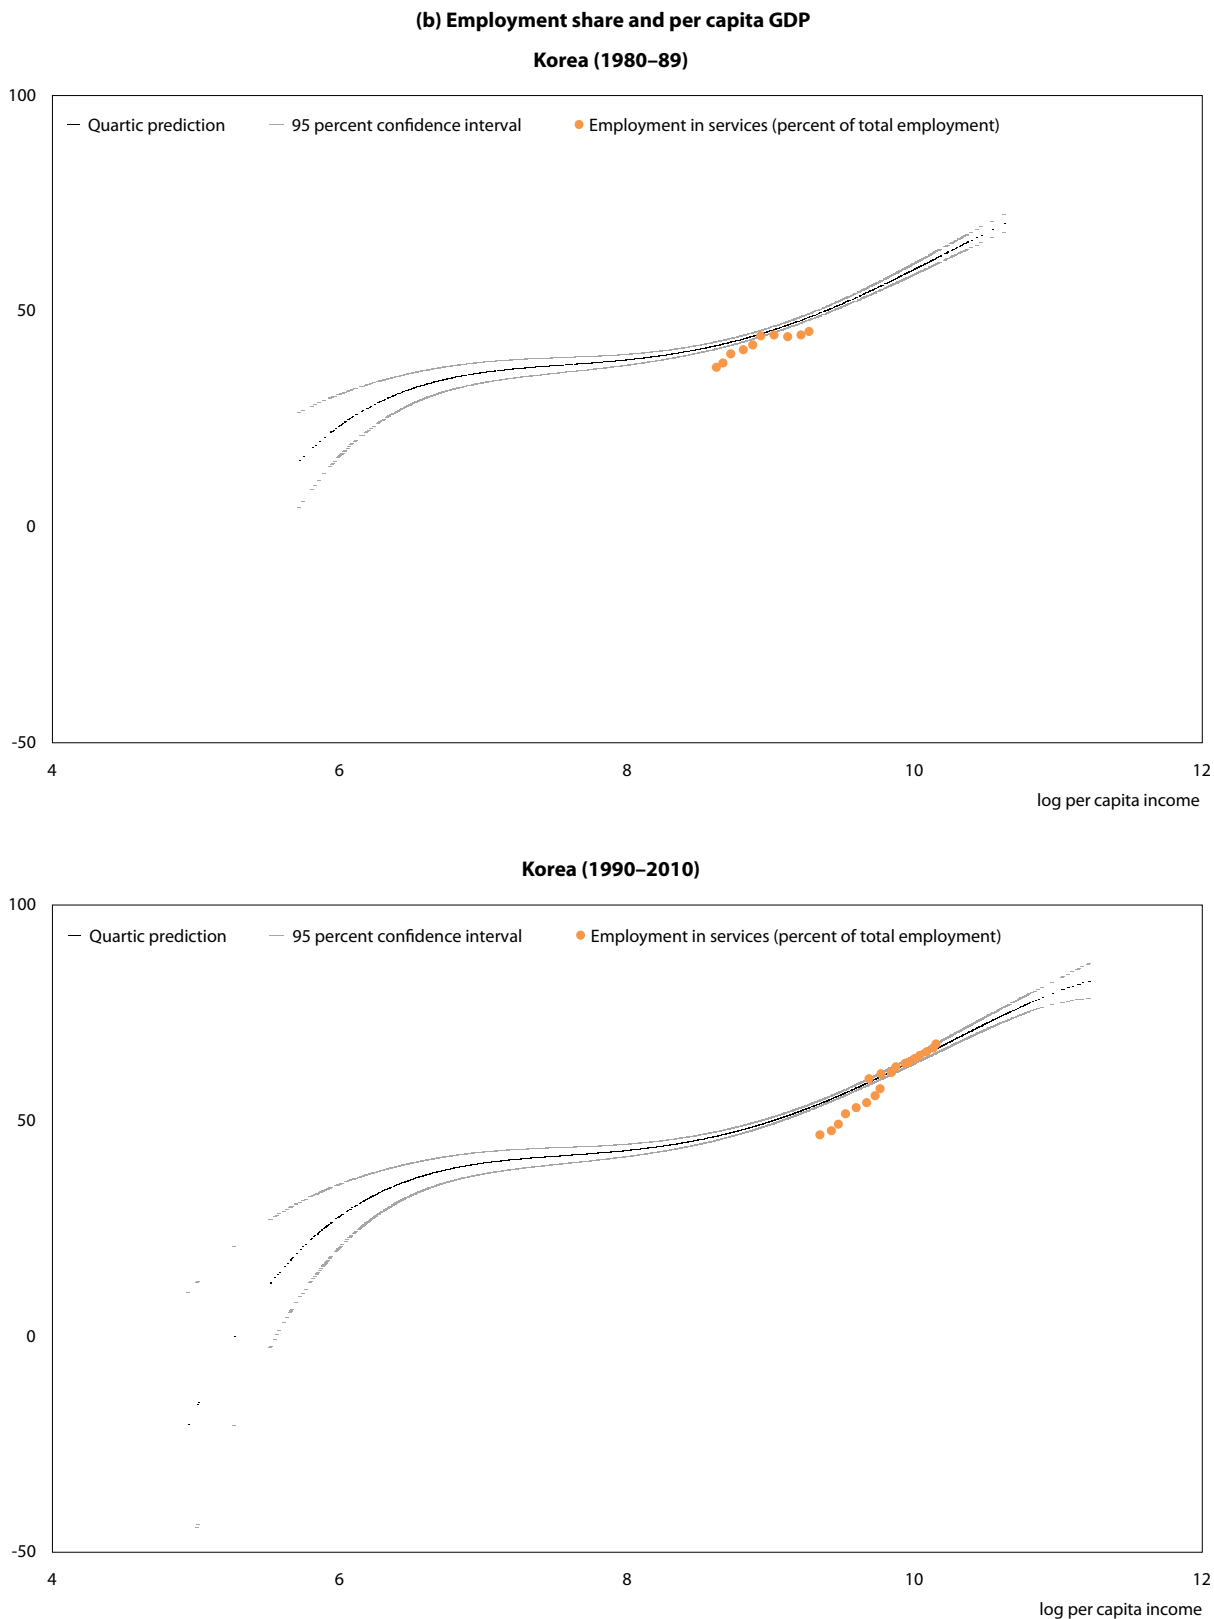 (b) Employment share and per capita GDP
Korea (1980–89)
100
Quartic prediction 95 percent confidence interval Employment in services (percent of total employment)
50
0
-50
4 6 8 10 12
log per capita income
Korea (1990–2010)
100
Quartic prediction 95 percent confidence interval Employment in services (percent of total employment)
50
0
-50
4 6 8 10 12
log per capita income